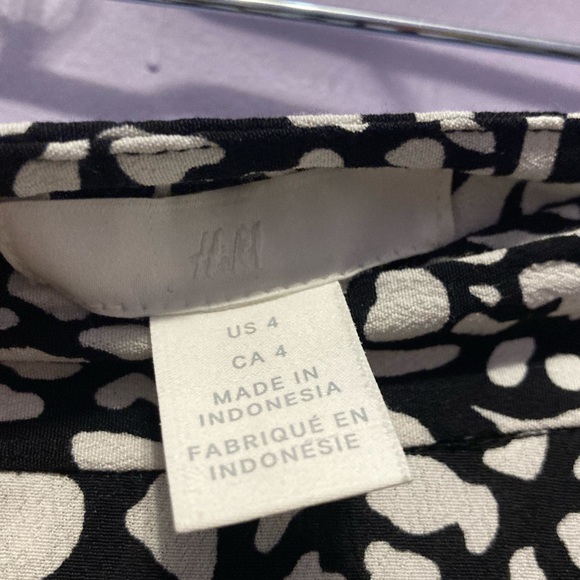 H&M
US 4
CA 4
MADE IN
INDONESIA
FABRIQUÉ EN
INDONÉSIE